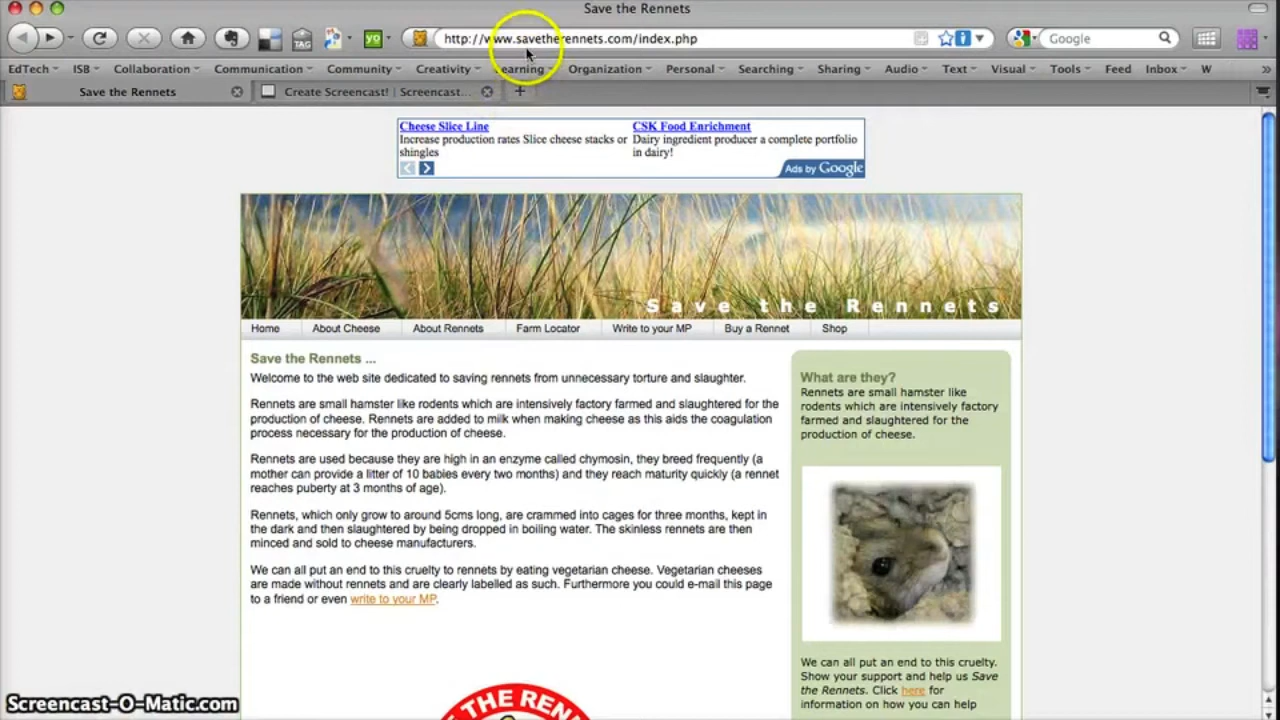 Save the Rennets
http://www.savetherennets.com/index.php
Google
EdTech ISB Collaboration Communication Community Creativity Learning Organization Personal Searching Sharing Audio Text Visual Tools Feed Inbox W
Save the Rennets Create Screencast! | Screencast...
Cheese Slice Line
Increase production rates Slice cheese stacks or
shingles
CSK Food Enrichment
Dairy ingredient producer a complete portfolio
in dairy!
Ads by Google
Save the Rennets
Home About Cheese About Rennets Farm Locator Write to your MP Buy a Rennet Shop
Save the Rennets ...
Welcome to the web site dedicated to saving rennets from unnecessary torture and slaughter.
Rennets are small hamster like rodents which are intensively factory farmed and slaughtered for the
production of cheese. Rennets are added to milk when making cheese as this aids the coagulation
process necessary for the production of cheese.
Rennets are used because they are high in an enzyme called chymosin, they breed frequently (a
mother can provide a litter of 10 babies every two months) and they reach maturity quickly (a rennet
reaches puberty at 3 months of age).
Rennets, which only grow to around 5cms long, are crammed into cages for three months, kept in
the dark and then slaughtered by being dropped in boiling water. The skinless rennets are then
minced and sold to cheese manufacturers.
We can all put an end to this cruelty to rennets by eating vegetarian cheese. Vegetarian cheeses
are made without rennets and are clearly labelled as such. Furthermore you could e-mail this page
to a friend or even write to your MP.
What are they?
Rennets are small hamster like
rodents which are intensively factory
farmed and slaughtered for the
production of cheese.
We can all put an end to this cruelty.
Show your support and help us Save
the Rennets. Click here for
information on how you can help
THE REN
Screencast-O-Matic.com